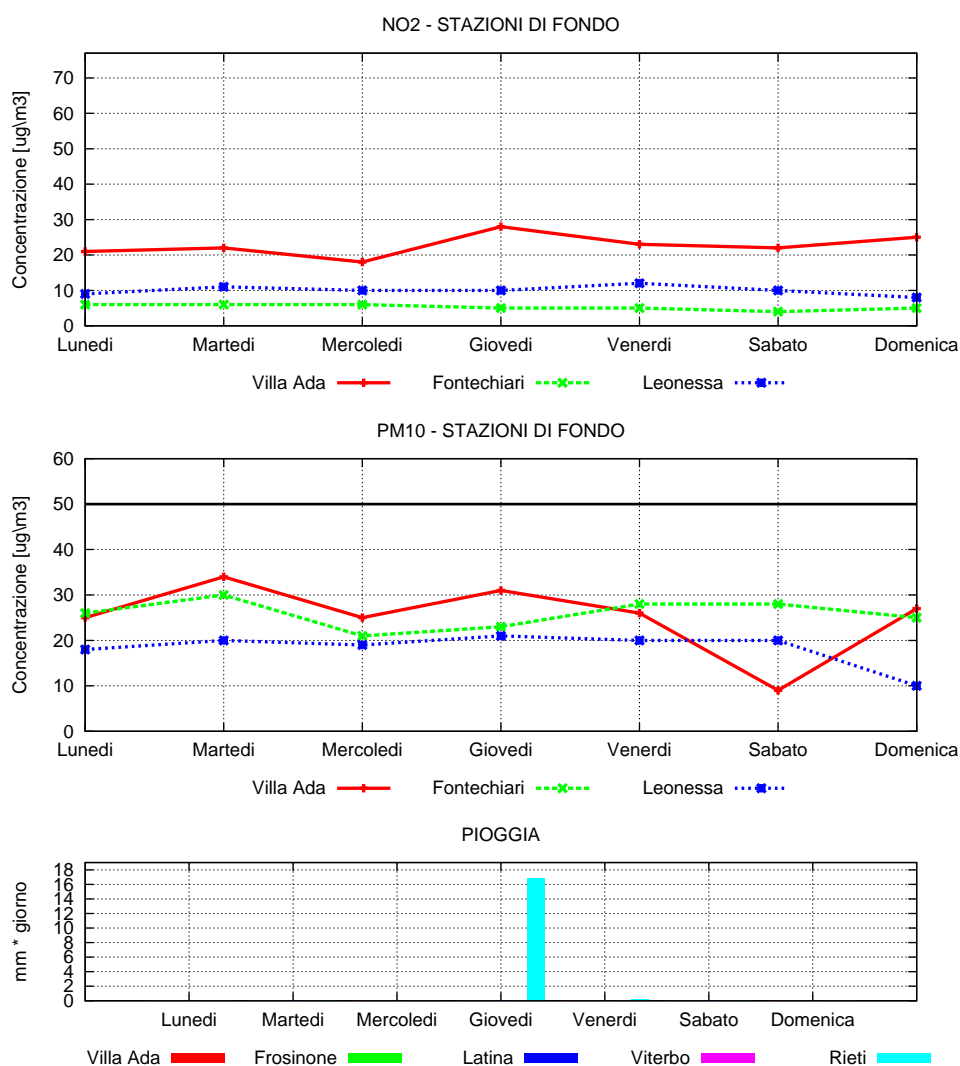 NO2 - STAZIONI DI FONDO
Concentrazione [ug\m3]
70
60
50
40
30
20
10
0
Lunedi Martedi Mercoledi Giovedi Venerdi Sabato Domenica
Villa Ada Fontechiari Leonessa
PM10 - STAZIONI DI FONDO
Concentrazione [ug\m3]
60
50
40
30
20
10
0
Lunedi Martedi Mercoledi Giovedi Venerdi Sabato Domenica
Villa Ada Fontechiari Leonessa
PIOGGIA
mm * giorno
18
16
14
12
10
8
6
4
2
0
Lunedi Martedi Mercoledi Giovedi Venerdi Sabato Domenica
Villa Ada Frosinone Latina Viterbo Rieti